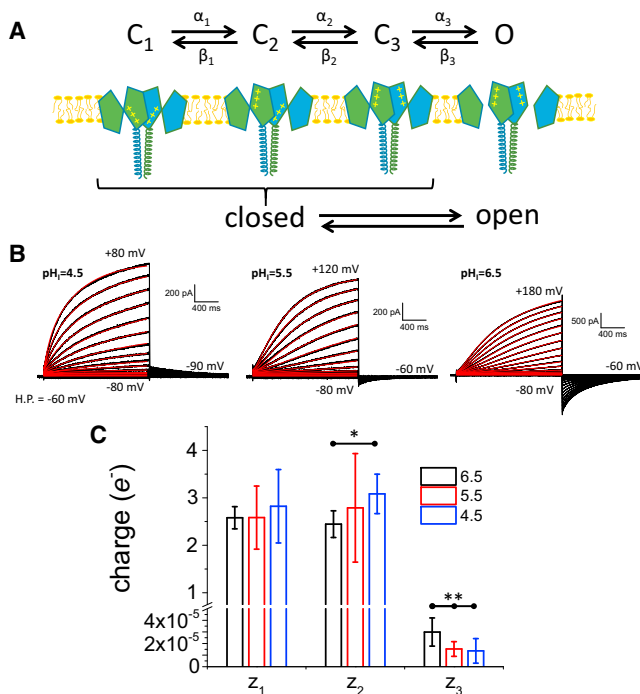 A
α1 α2 α3
C1 C2 C3 O
β1 β2 β3
closed open
B
pHI=4.5 +80 mV 200 pA 400 ms -90 mV -80 mV
H.P. = -60 mV
pHI=5.5 +120 mV 200 pA 400 ms -60 mV -80 mV
pHI=6.5 +180 mV 500 pA 400 ms -60 mV -80 mV
C
charge (e-)
4
3
2
1
4x10-5
2x10-5
0
*
**
6.5
5.5
4.5
z1 z2 z3